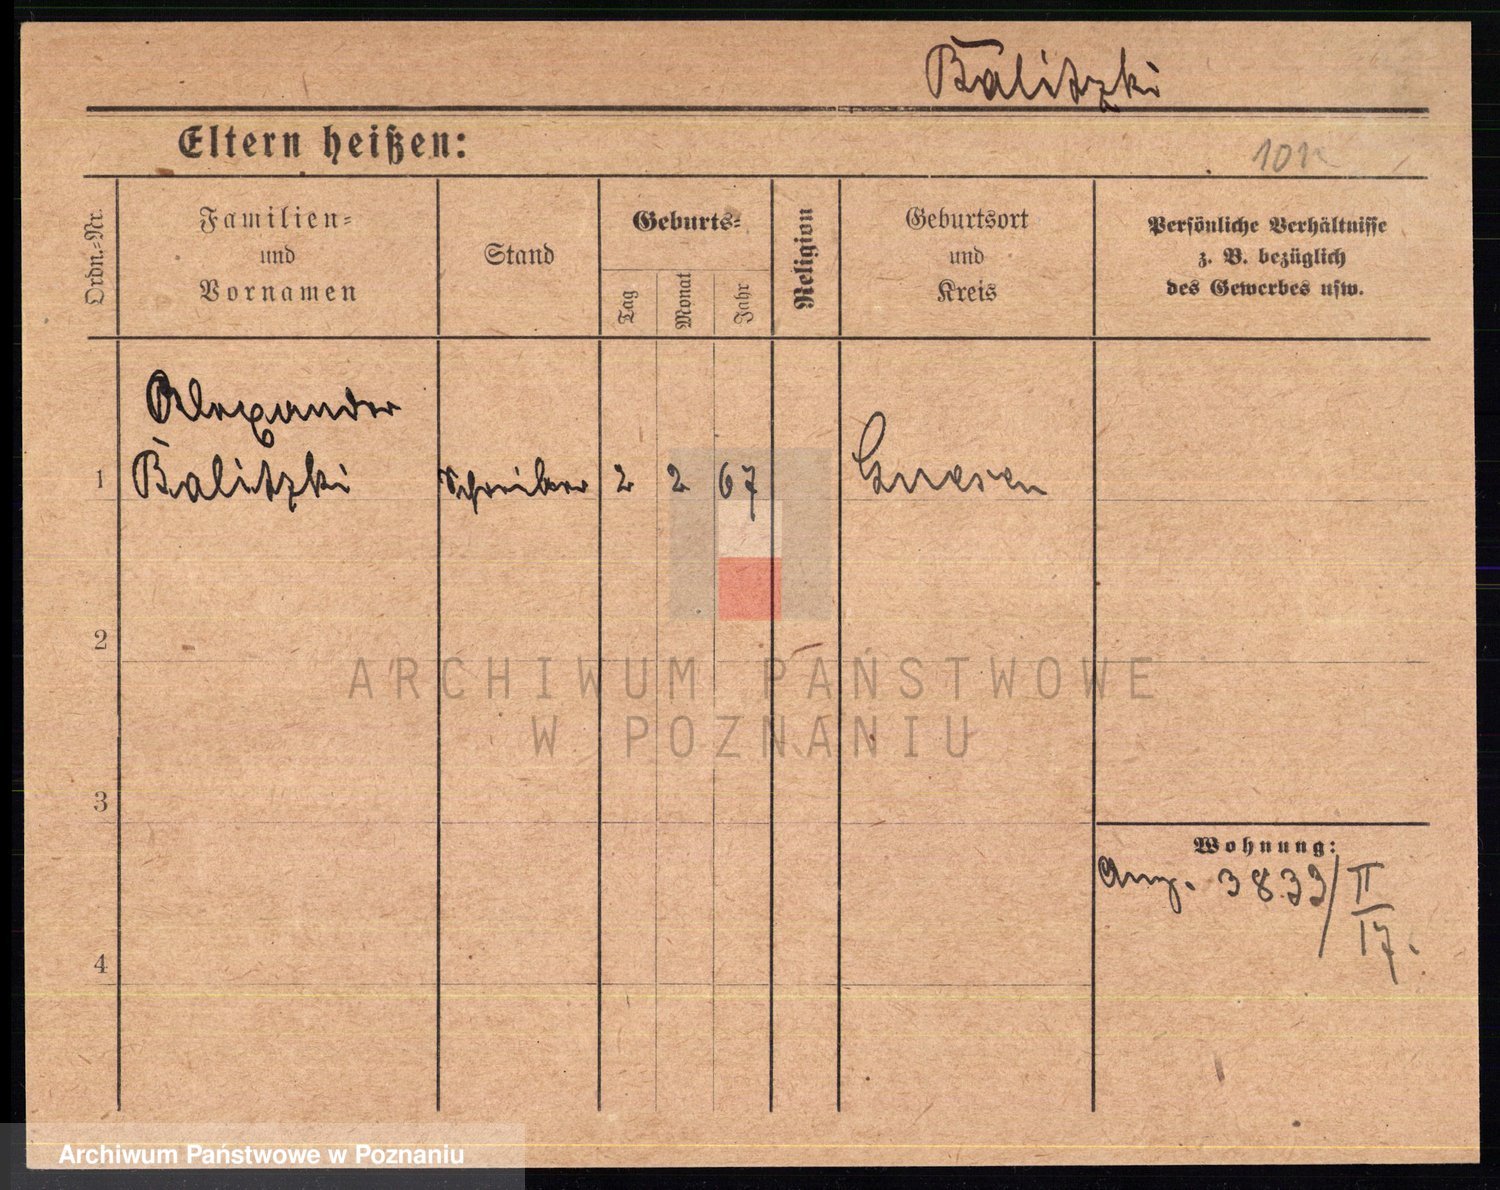 Balitzki
Eltern heißen:
Ordn.-Nr.
Familien-
und
Vornamen
Stand
Geburts-
Tag
Monat
Jahr
Religion
Geburtsort
und
Kreis
Persönliche Verhältnisse
z. B. bezüglich
des Gewerbes usw.
Alexander
1 Balitzki Schreiber 2 2 67 Gnesen
2
ARCHIWUM PAŃSTWOWE
W POZNANIU
3
Wohnung:
3839/II
17.
4
Archiwum Państwowe w Poznaniu